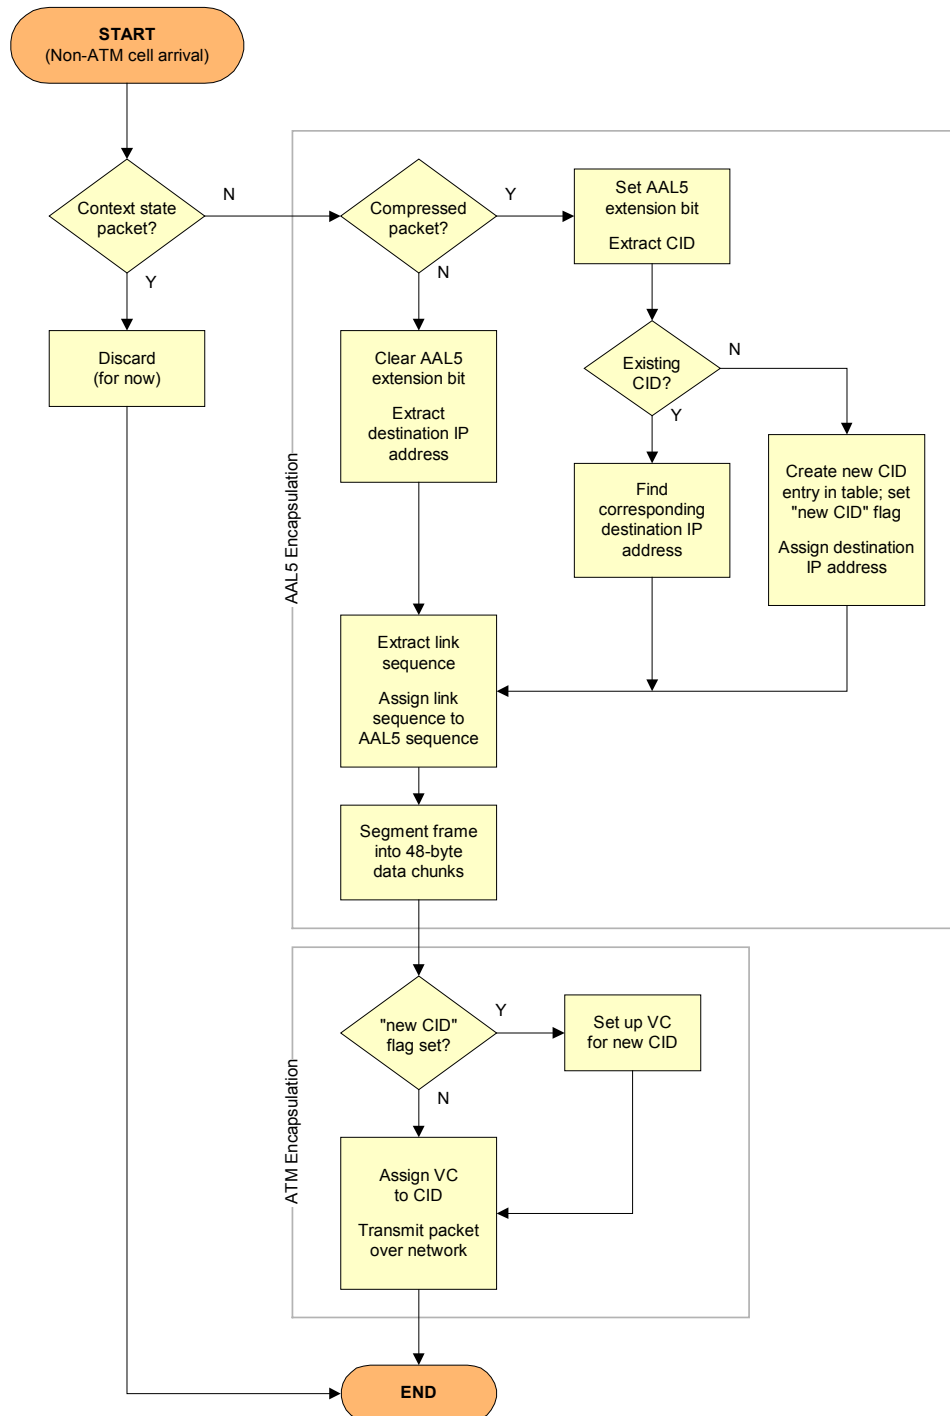 START
(Non-ATM cell arrival)
Context state
packet?
N
Y
Discard
(for now)
AAL5 Encapsulation
Compressed
packet?
Y
N
Set AAL5
extension bit
Extract CID
Existing
CID?
N
Y
Clear AAL5
extension bit
Extract
destination IP
address
Find
corresponding
destination IP
address
Create new CID
entry in table; set
"new CID" flag
Assign destination
IP address
Extract link
sequence
Assign link
sequence to
AAL5 sequence
Segment frame
into 48-byte
data chunks
ATM Encapsulation
"new CID"
flag set?
Y
N
Set up VC
for new CID
Assign VC
to CID
Transmit packet
over network
END